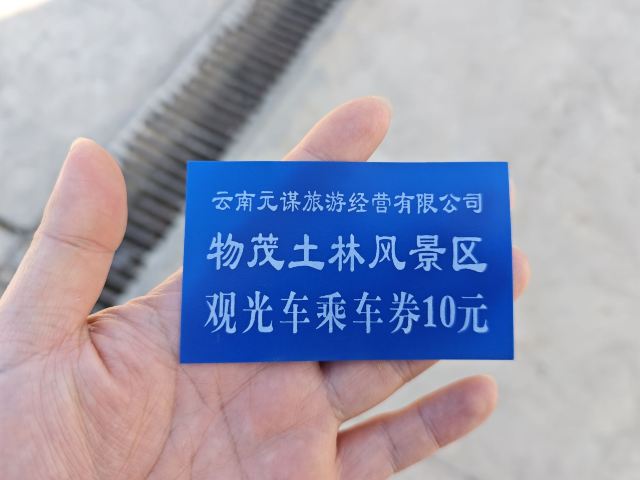 云南元谋旅游经营有限公司
物茂土林风景区
观光车乘车券10元